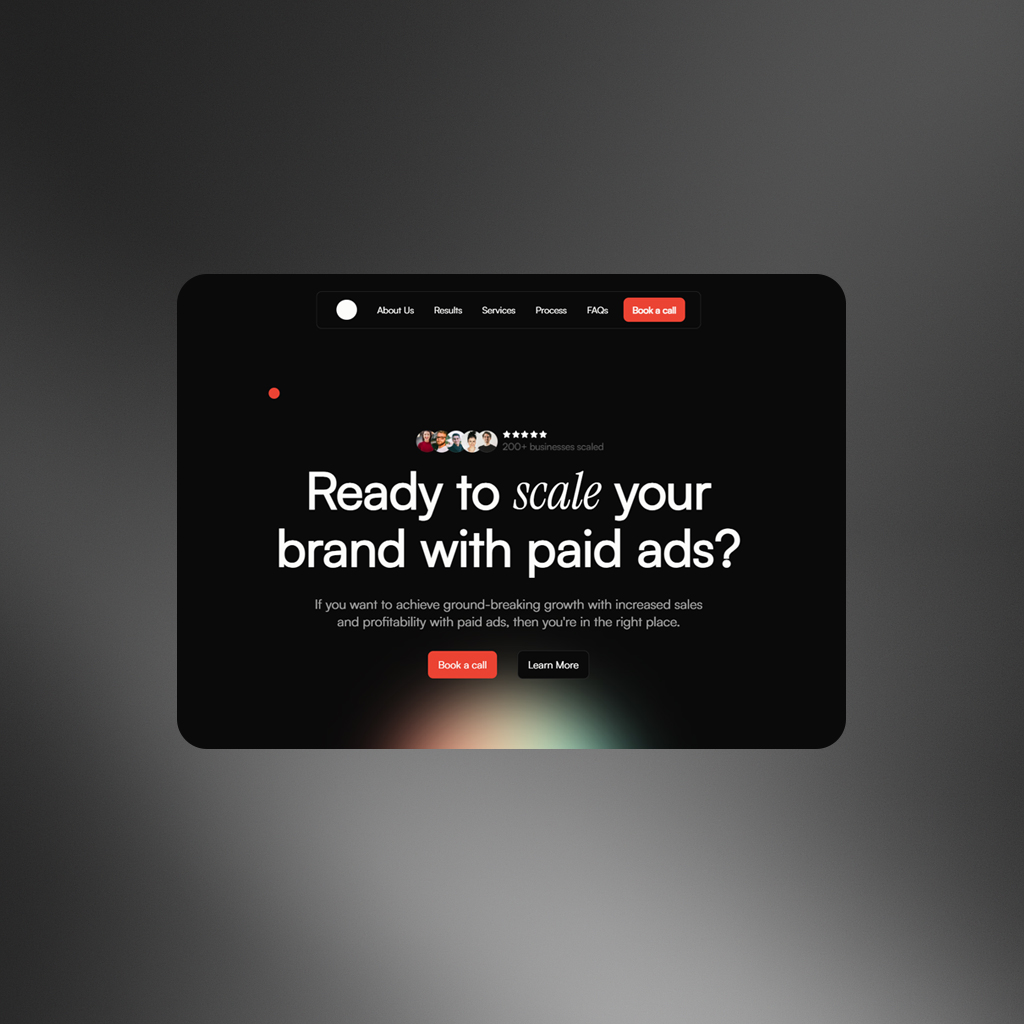 About Us Results Services Process FAQs Book a call
200+ businesses scaled
Ready to scale your
brand with paid ads?
If you want to achieve ground-breaking growth with increased sales
and profitability with paid ads, then you're in the right place.
Book a call Learn More